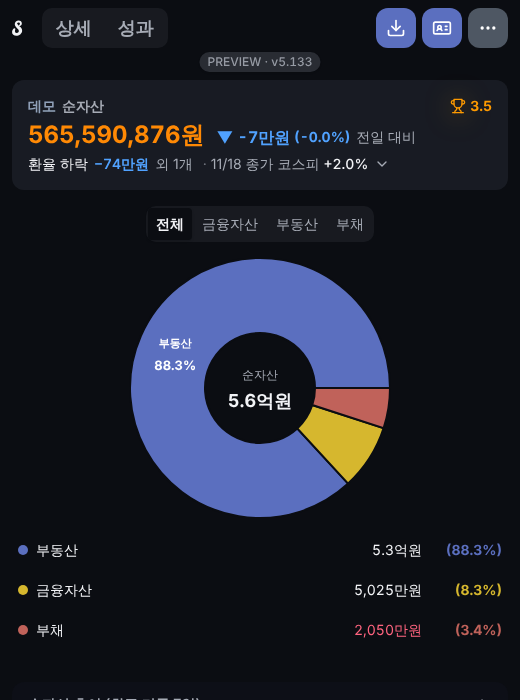 상세 성과
PREVIEW · v5.133
데모 순자산
3.5
565,590,876원 ▼ -7만원 (-0.0%) 전일 대비
환율 하락 -74만원 외 1개 · 11/18 종가 코스피 +2.0%
전체 금융자산 부동산 부채
부동산
88.3%
순자산
5.6억원
부동산 5.3억원 (88.3%)
금융자산 5,025만원 (8.3%)
부채 2,050만원 (3.4%)